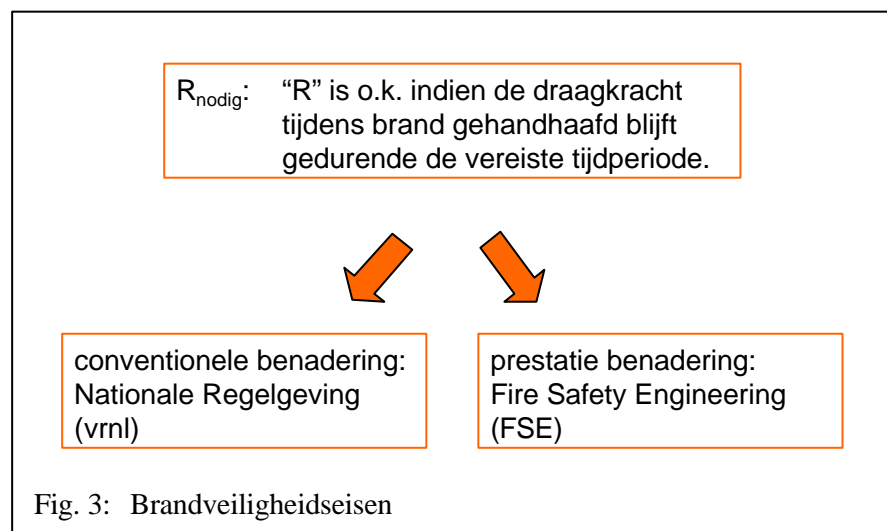 Rnodig: “R” is o.k. indien de draagkracht
tijdens brand gehandhaafd blijft
gedurende de vereiste tijdperiode.
conventionele benadering:
Nationale Regelgeving
(vrnl)
prestatie benadering:
Fire Safety Engineering
(FSE)
Fig. 3: Brandveiligheidseisen